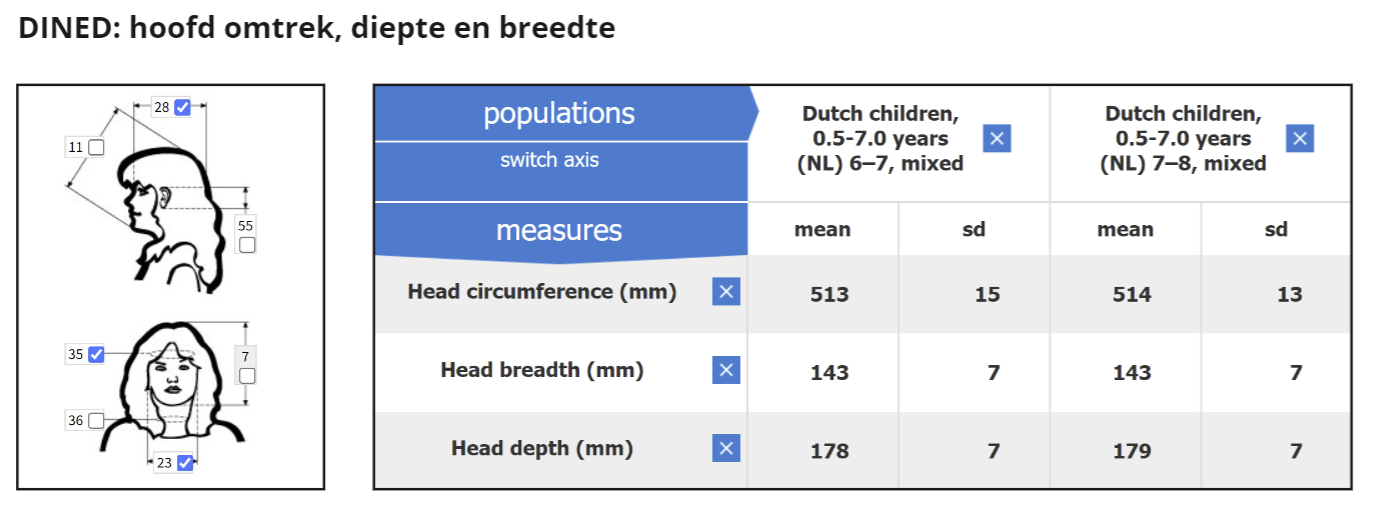 DINED: hoofd omtrek, diepte en breedte
28
11
55
35
7
36
23
populations
switch axis
measures
Dutch children,
0.5-7.0 years
(NL) 6–7, mixed
Dutch children,
0.5-7.0 years
(NL) 7–8, mixed
mean sd mean sd
Head circumference (mm) 513 15 514 13
Head breadth (mm) 143 7 143 7
Head depth (mm) 178 7 179 7